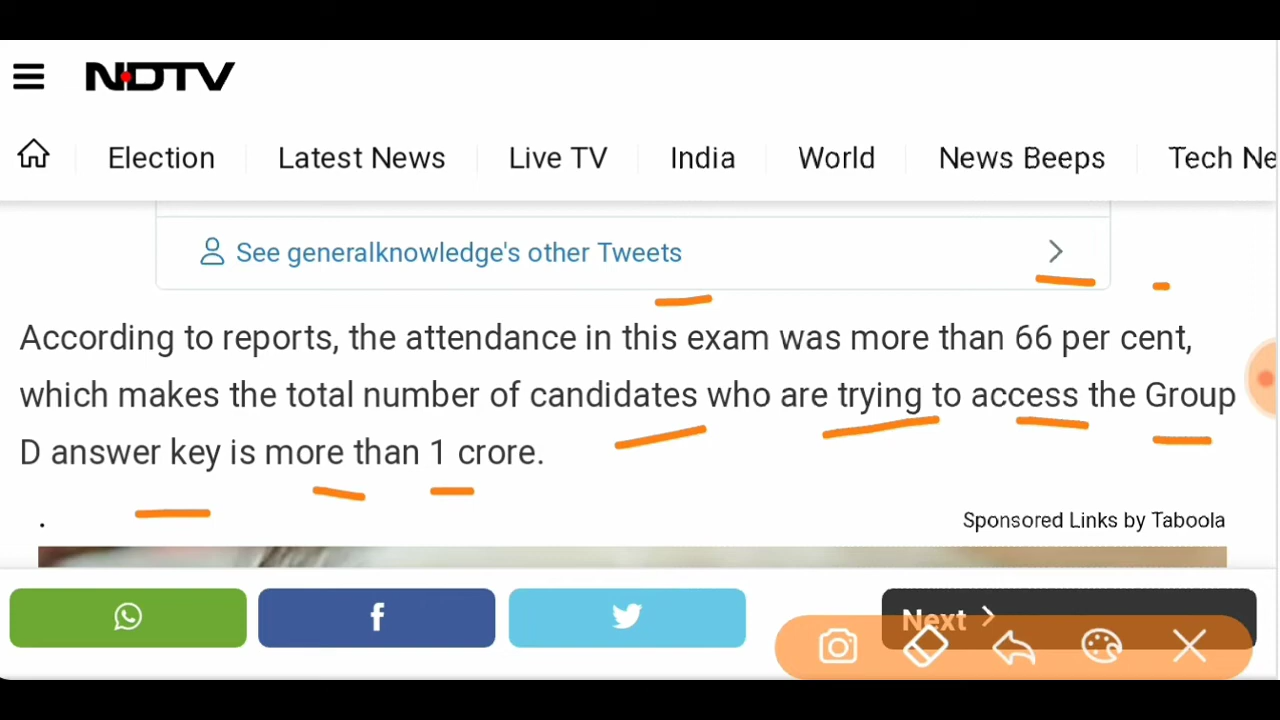 NDTV
Election Latest News Live TV India World News Beeps Tech Ne
See generalknowledge's other Tweets
According to reports, the attendance in this exam was more than 66 per cent,
which makes the total number of candidates who are trying to access the Group
D answer key is more than 1 crore.
.
Sponsored Links by Taboola
Next